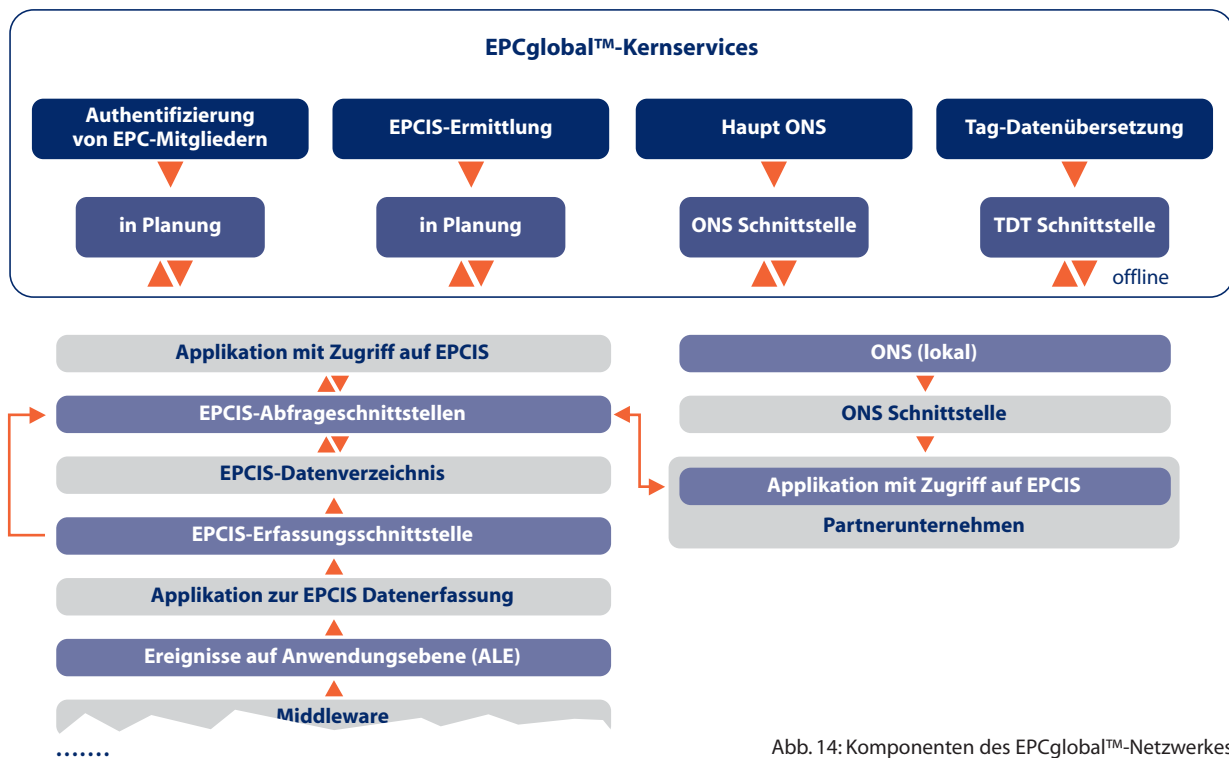 EPCglobal™-Kernservices
Authentifizierung
von EPC-Mitgliedern
EPCIS-Ermittlung
Haupt ONS
Tag-Datenübersetzung
in Planung
in Planung
ONS Schnittstelle
TDT Schnittstelle
offline
Applikation mit Zugriff auf EPCIS
EPCIS-Abfrageschnittstellen
EPCIS-Datenverzeichnis
EPCIS-Erfassungsschnittstelle
Applikation zur EPCIS Datenerfassung
Ereignisse auf Anwendungsebene (ALE)
Middleware
.......
ONS (lokal)
ONS Schnittstelle
Applikation mit Zugriff auf EPCIS
Partnerunternehmen
Abb. 14: Komponenten des EPCglobal™-Netzwerkes